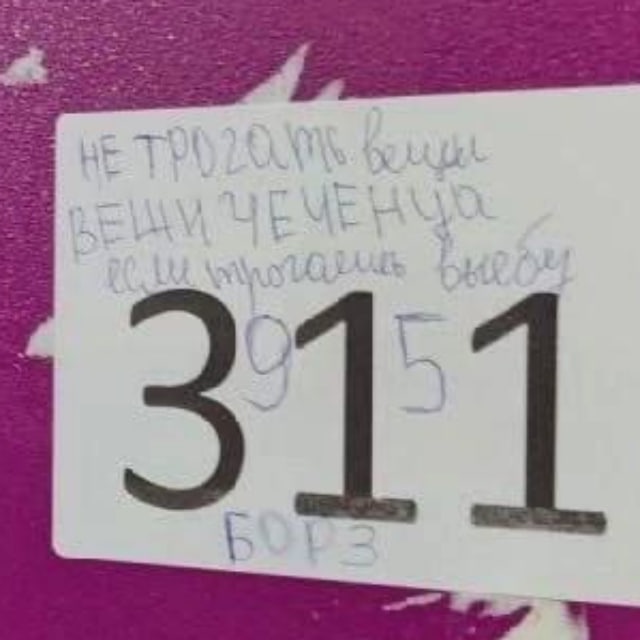 НЕ ТРОГАТЬ вещи
ВЕЩИ ЧЕЧЕНЦА
если трогаешь выебу
39151
БОРЗ